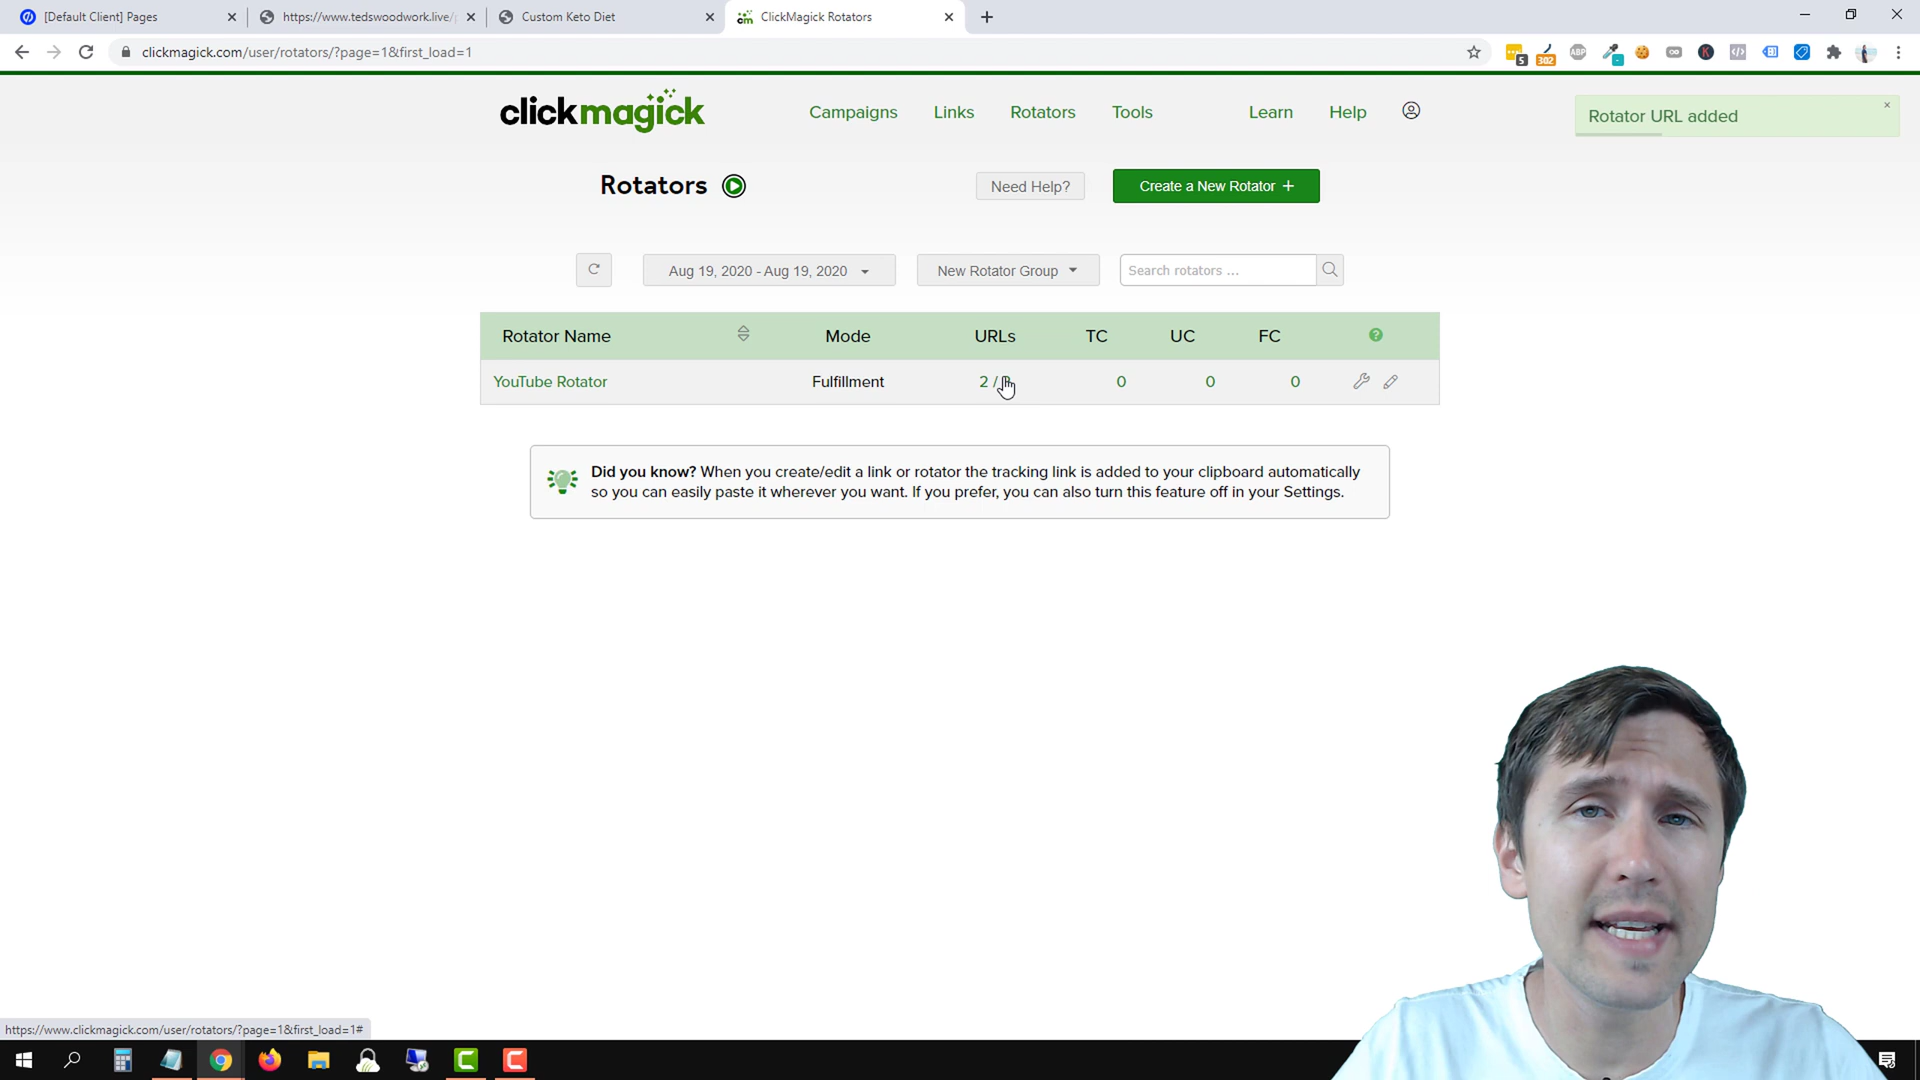 [Default Client] Pages
https://www.tedswoodwork.live/
Custom Keto Diet
ClickMagick Rotators
clickmagick.com/user/rotators/?page=1&first_load=1
5
302
ABP
clickmagick
Campaigns
Links
Rotators
Tools
Learn
Help
Rotator URL added
Rotators
Need Help?
Create a New Rotator +
Aug 19, 2020 - Aug 19, 2020
New Rotator Group
Search rotators ...
Rotator Name
Mode
URLs
TC
UC
FC
?
YouTube Rotator
Fulfillment
2 /
0
0
0
Did you know? When you create/edit a link or rotator the tracking link is added to your clipboard automatically
so you can easily paste it wherever you want. If you prefer, you can also turn this feature off in your Settings.
https://www.clickmagick.com/user/rotators/?page=1&first_load=1#